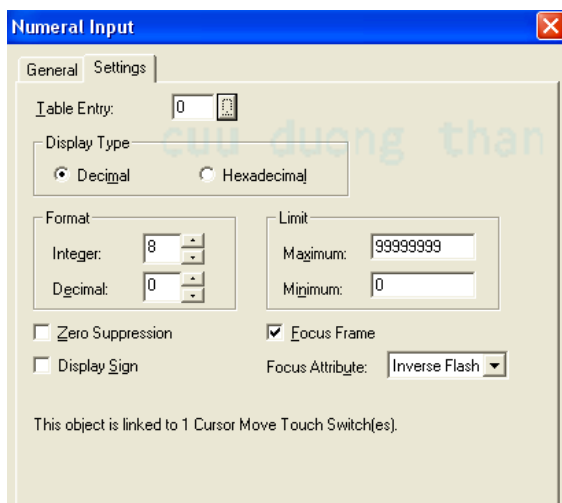 Numeral Input
General Settings
Table Entry: 0
cuu duong than
Display Type
Decimal Hexadecimal
Format Limit
Integer: 8 Maximum: 99999999
Decimal: 0 Minimum: 0
Zero Suppression Focus Frame
Display Sign Focus Attribute: Inverse Flash
This object is linked to 1 Cursor Move Touch Switch(es).